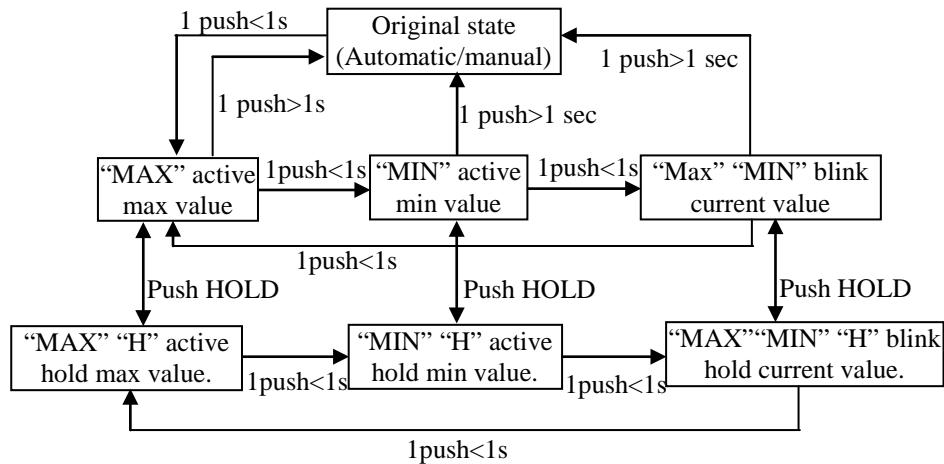 1 push<1s
Original state
(Automatic/manual)
1 push>1 sec
1 push>1s
1 push>1 sec
“MAX” active
max value
1push<1s
“MIN” active
min value
1push<1s
“Max” “MIN” blink
current value
1push<1s
Push HOLD
Push HOLD
Push HOLD
“MAX” “H” active
hold max value.
1push<1s
“MIN” “H” active
hold min value.
1push<1s
“MAX”“MIN” “H” blink
hold current value.
1push<1s